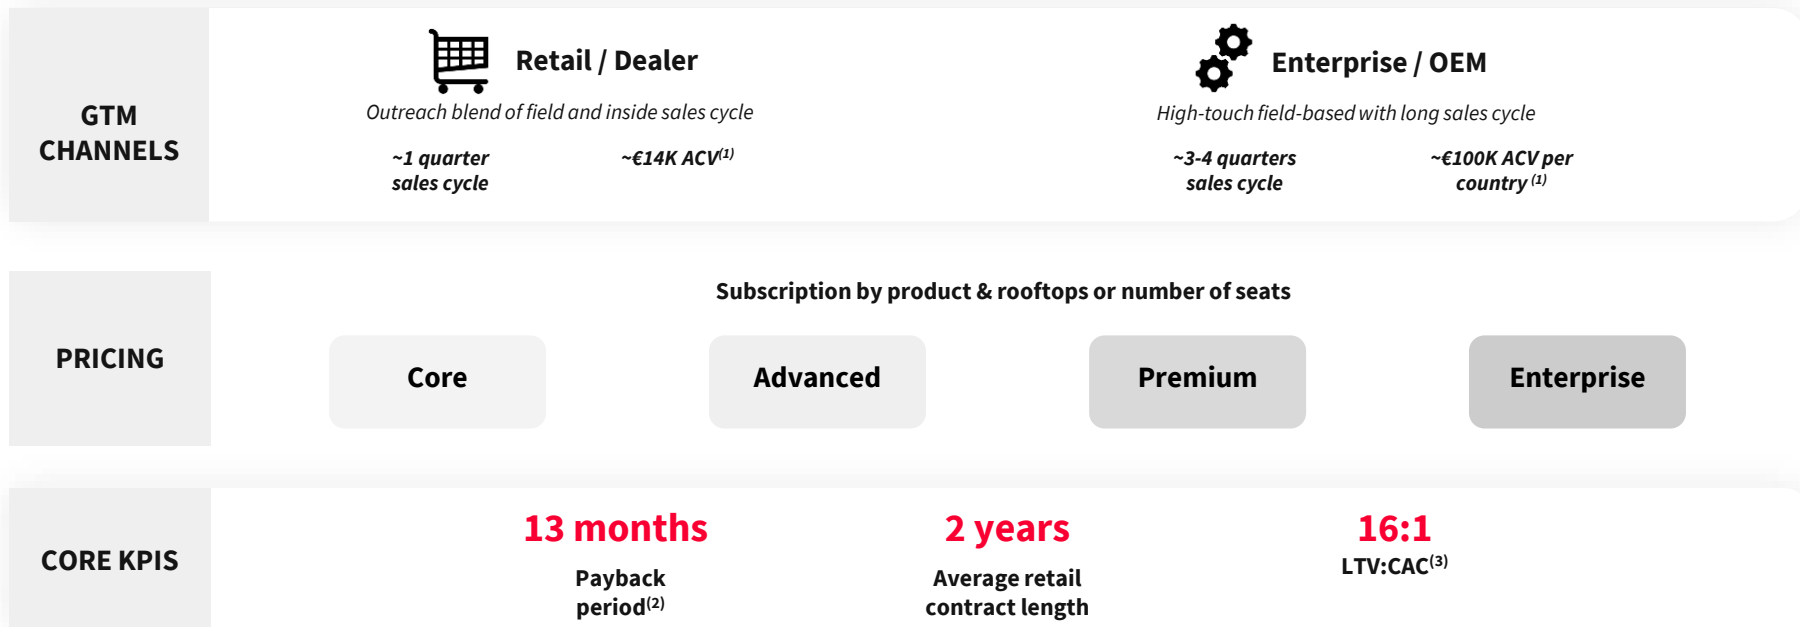 GTM
CHANNELS
Retail / Dealer
Outreach blend of field and inside sales cycle
~1 quarter
sales cycle
~€14K ACV(1)
Enterprise / OEM
High-touch field-based with long sales cycle
~3-4 quarters
sales cycle
~€100K ACV per
country (1)
PRICING
Subscription by product & rooftops or number of seats
Core
Advanced
Premium
Enterprise
CORE KPIS
13 months
Payback
period(2)
2 years
Average retail
contract length
16:1
LTV:CAC(3)